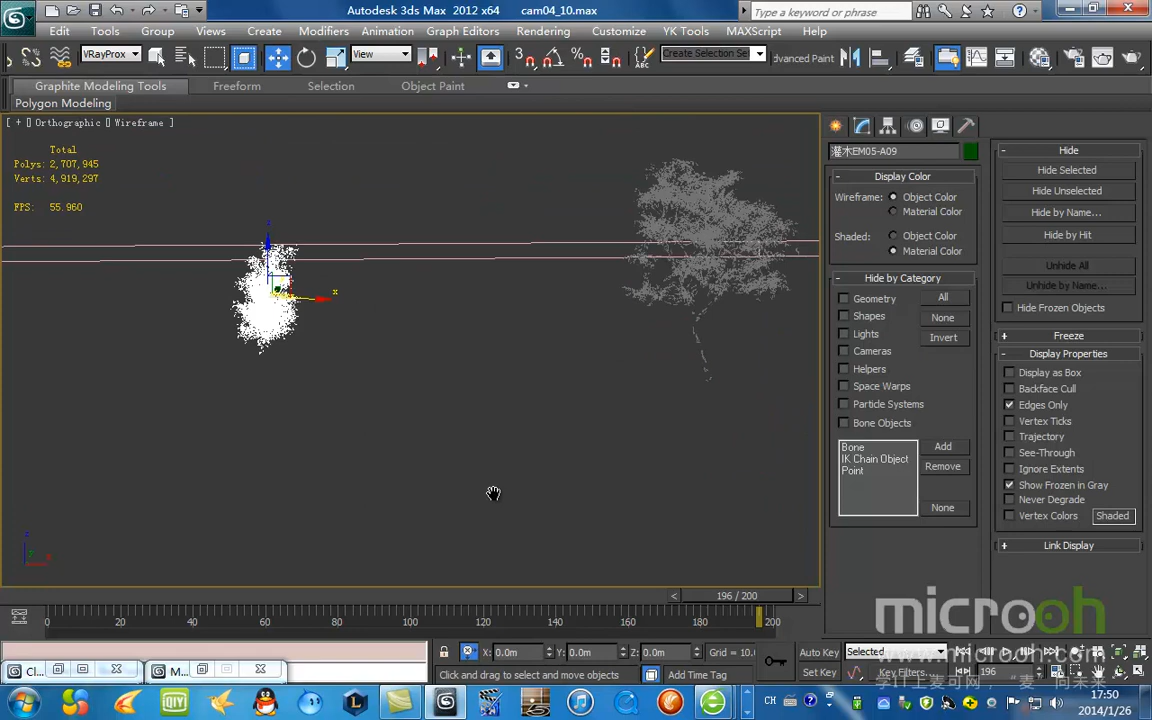 Autodesk 3ds Max 2012 x64 cam04_10.max
Type a keyword or phrase
Edit Tools Group Views Create Modifiers Animation Graph Editors Rendering Customize YK Tools MAXScript Help
VRayProx View Create Selection Se dvanced Paint
Graphite Modeling Tools Freeform Selection Object Paint
Polygon Modeling
[ + ] Orthographic ] Wireframe ]
Total
Polys: 2,707,945
Verts: 4,919,297
FPS: 55.960
z
x
灌木EM05-A09
Display Color
Wireframe: Object Color
Material Color
Shaded: Object Color
Material Color
Hide by Category
Geometry
Shapes
Lights
Cameras
Helpers
Space Warps
Particle Systems
Bone Objects
All
None
Invert
Bone
IK Chain Object
Point
Add
Remove
None
Hide
Hide Selected
Hide Unselected
Hide by Name...
Hide by Hit
Unhide All
Unhide by Name...
Hide Frozen Objects
Freeze
Display Properties
Display as Box
Backface Cull
Edges Only
Vertex Ticks
Trajectory
See-Through
Ignore Extents
Show Frozen in Gray
Never Degrade
Vertex Colors Shaded
Link Display
196 / 200
0 20 40 60 80 100 120 140 160 180 200
microoh
X: 0.0m Y: 0.0m Z: 0.0m Grid = 10.0
Auto Key Selected
Click and drag to select and move objects
Add Time Tag
Set Key Key Filters... 196
Cl... M...
CH
17:50
2014/1/26